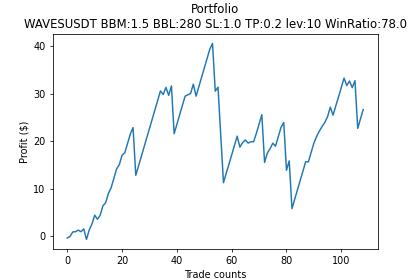 Portfolio
WAVESUSDT BBM:1.5 BBL:280 SL:1.0 TP:0.2 lev:10 WinRatio:78.0
40
30
20
10
0
Profit ($)
0 20 40 60 80 100
Trade counts